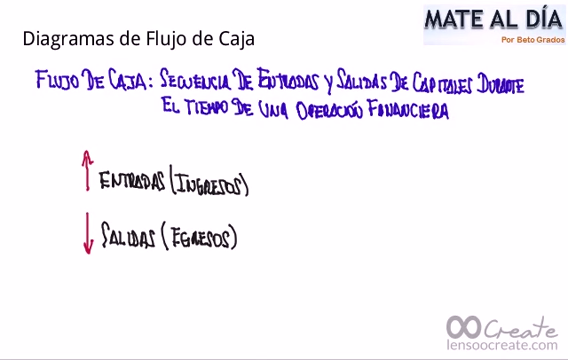 MATE AL DÍA
Por Beto Grados
Diagramas de Flujo de Caja
FLUJO DE CAJA: SECUENCIA DE ENTRADAS Y SALIDAS DE CAPITALES DURANTE
EL TIEMPO DE UNA OPERACIÓN FINANCIERA
ENTRADAS (INGRESOS)
SALIDAS (EGRESOS)
Create
lensoocreate.com